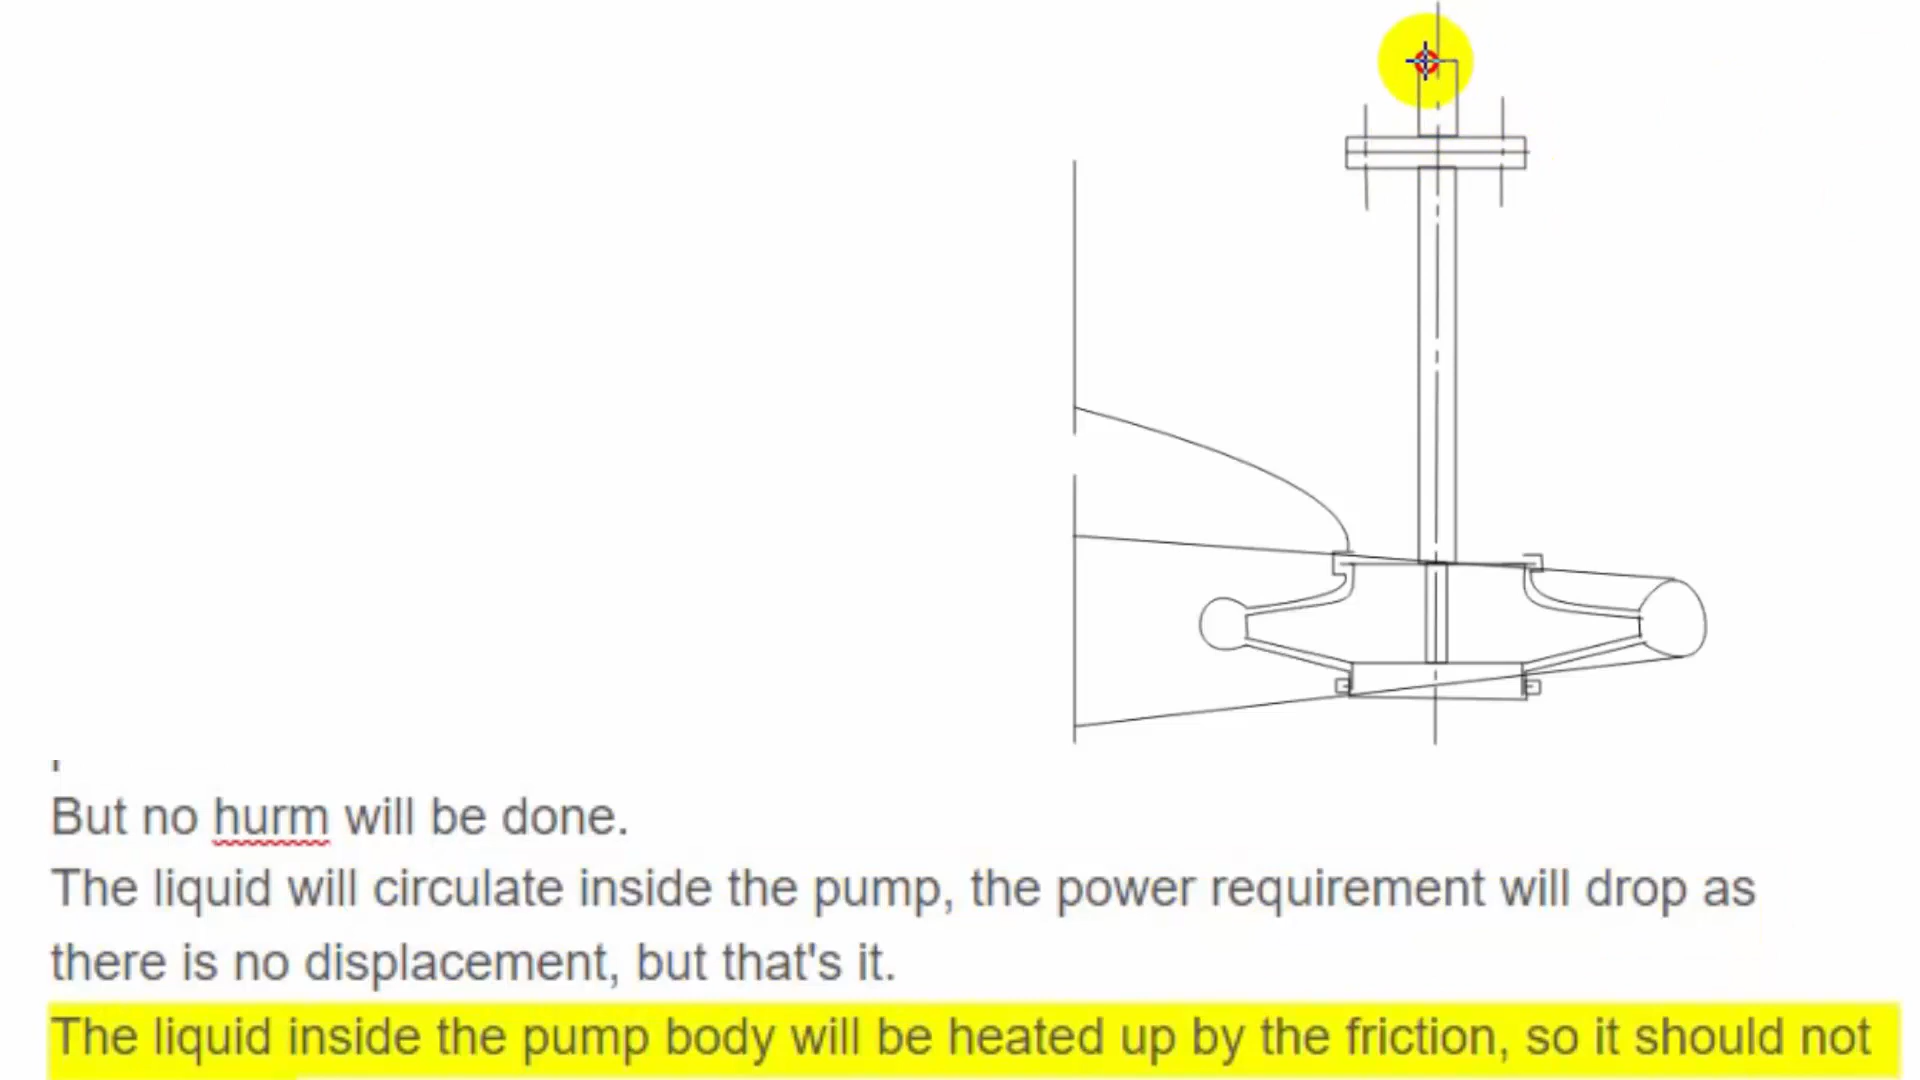 But no hurm will be done.
The liquid will circulate inside the pump, the power requirement will drop as
there is no displacement, but that's it.
The liquid inside the pump body will be heated up by the friction, so it should not